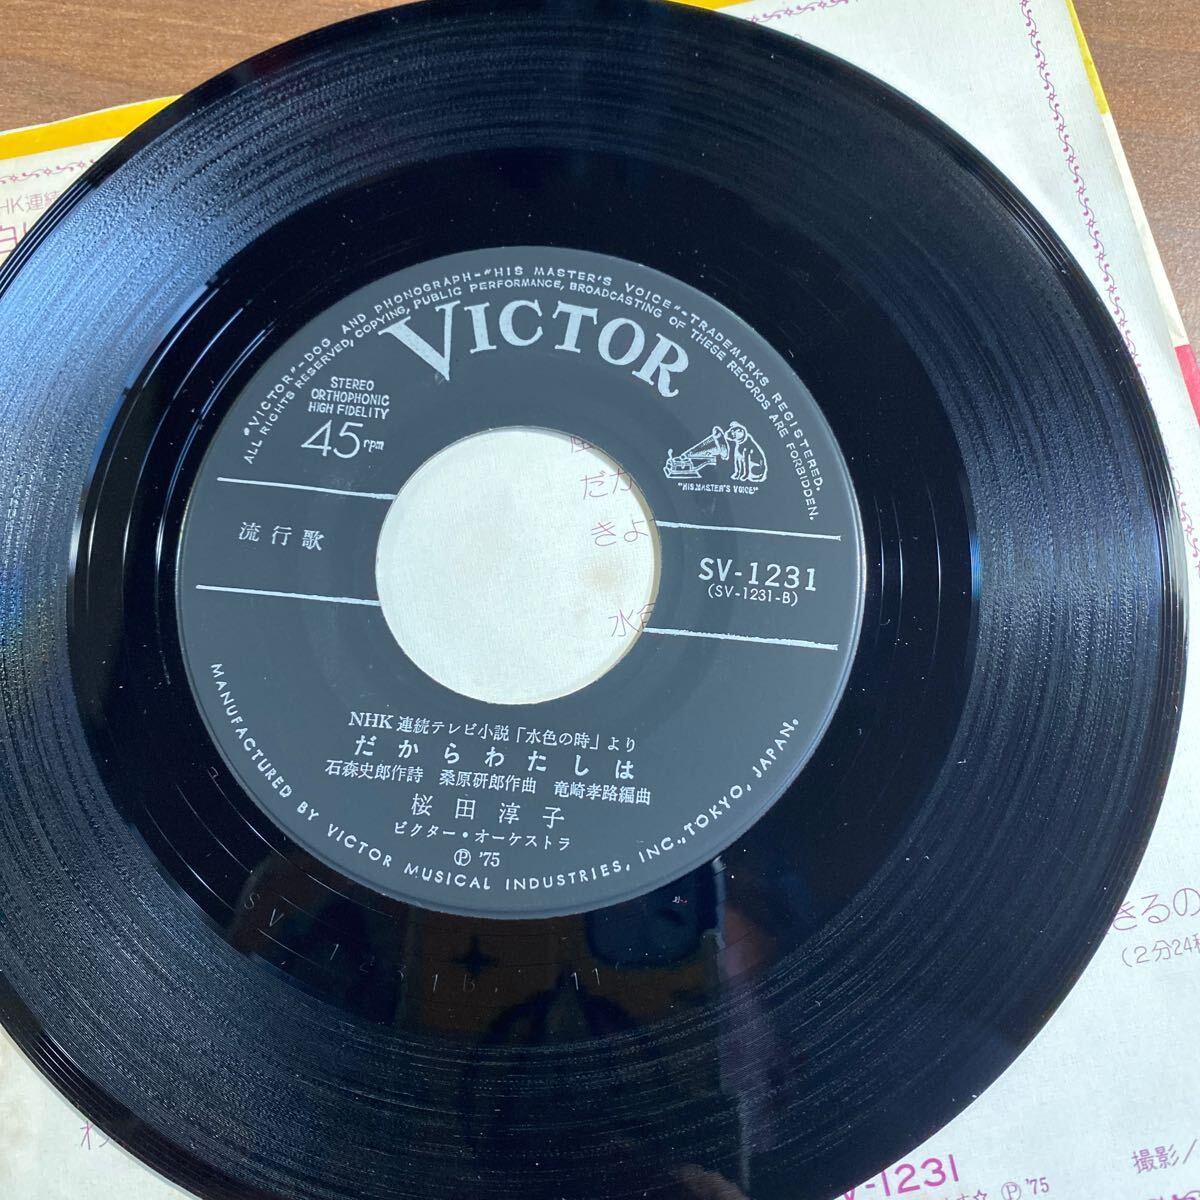 "VICTOR"-DOG AND PHONOGRAPH-"HIS MASTER'S VOICE"-TRADEMARKS REGISTERED.
ALL RIGHTS RESERVED, COPYING, PUBLIC PERFORMANCE, BROADCASTING OF THESE RECORDS ARE FORBIDDEN.
VICTOR
STEREO
ORTHOPHONIC
HIGH FIDELITY
45rpm
"HIS MASTER'S VOICE"
流行歌
SV-1231
(SV-1231-B)
NHK 連続テレビ小説「水色の時」より
だからわたしは
石森史郎作詩 桑原研郎作曲 竜崎孝路編曲
桜田淳子
ビクター・オーケストラ
Ⓟ '75
MANUFACTURED BY VICTOR MUSICAL INDUSTRIES, INC., TOKYO, JAPAN.
HK連続
だか
きよ
水色
きるの
(2分24秒
撮影/
V-1231
Ⓟ '75